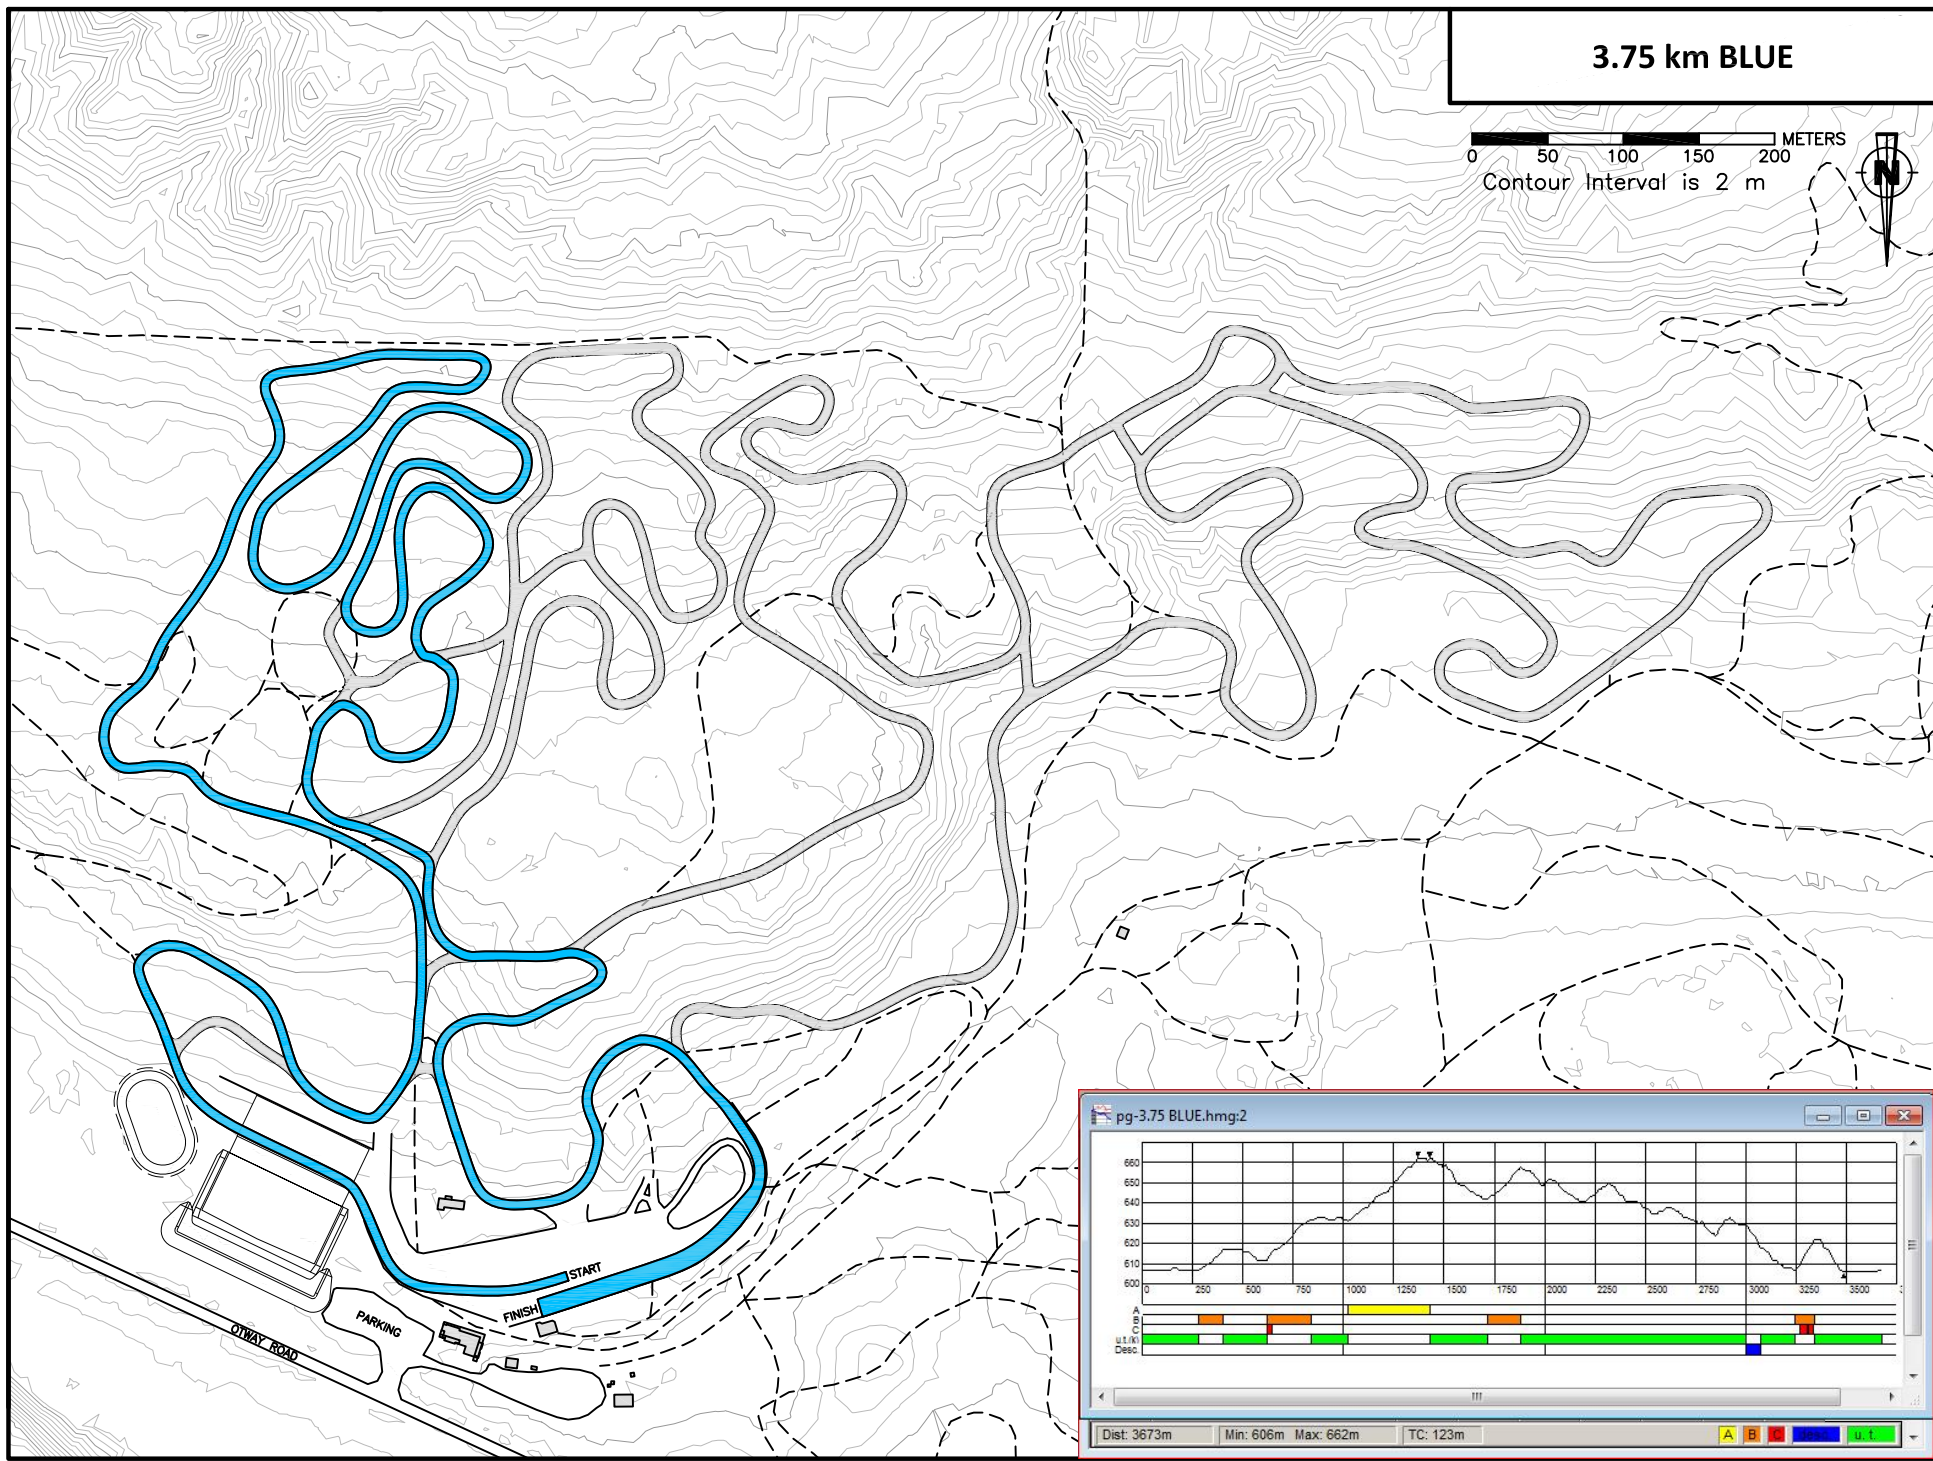 3.75 km BLUE
METERS
0 50 100 150 200
Contour Interval is 2 m
N
START
FINISH
PARKING
OTWAY ROAD
pg-3.75 BLUE.hmg:2
660
650
640
630
620
610
600
0 250 500 750 1000 1250 1500 1750 2000 2250 2500 2750 3000 3250 3500
A
B
C
u.t.(k)
Desc.
Dist: 3673m Min: 606m Max: 662m TC: 123m A B C desc. u. t.